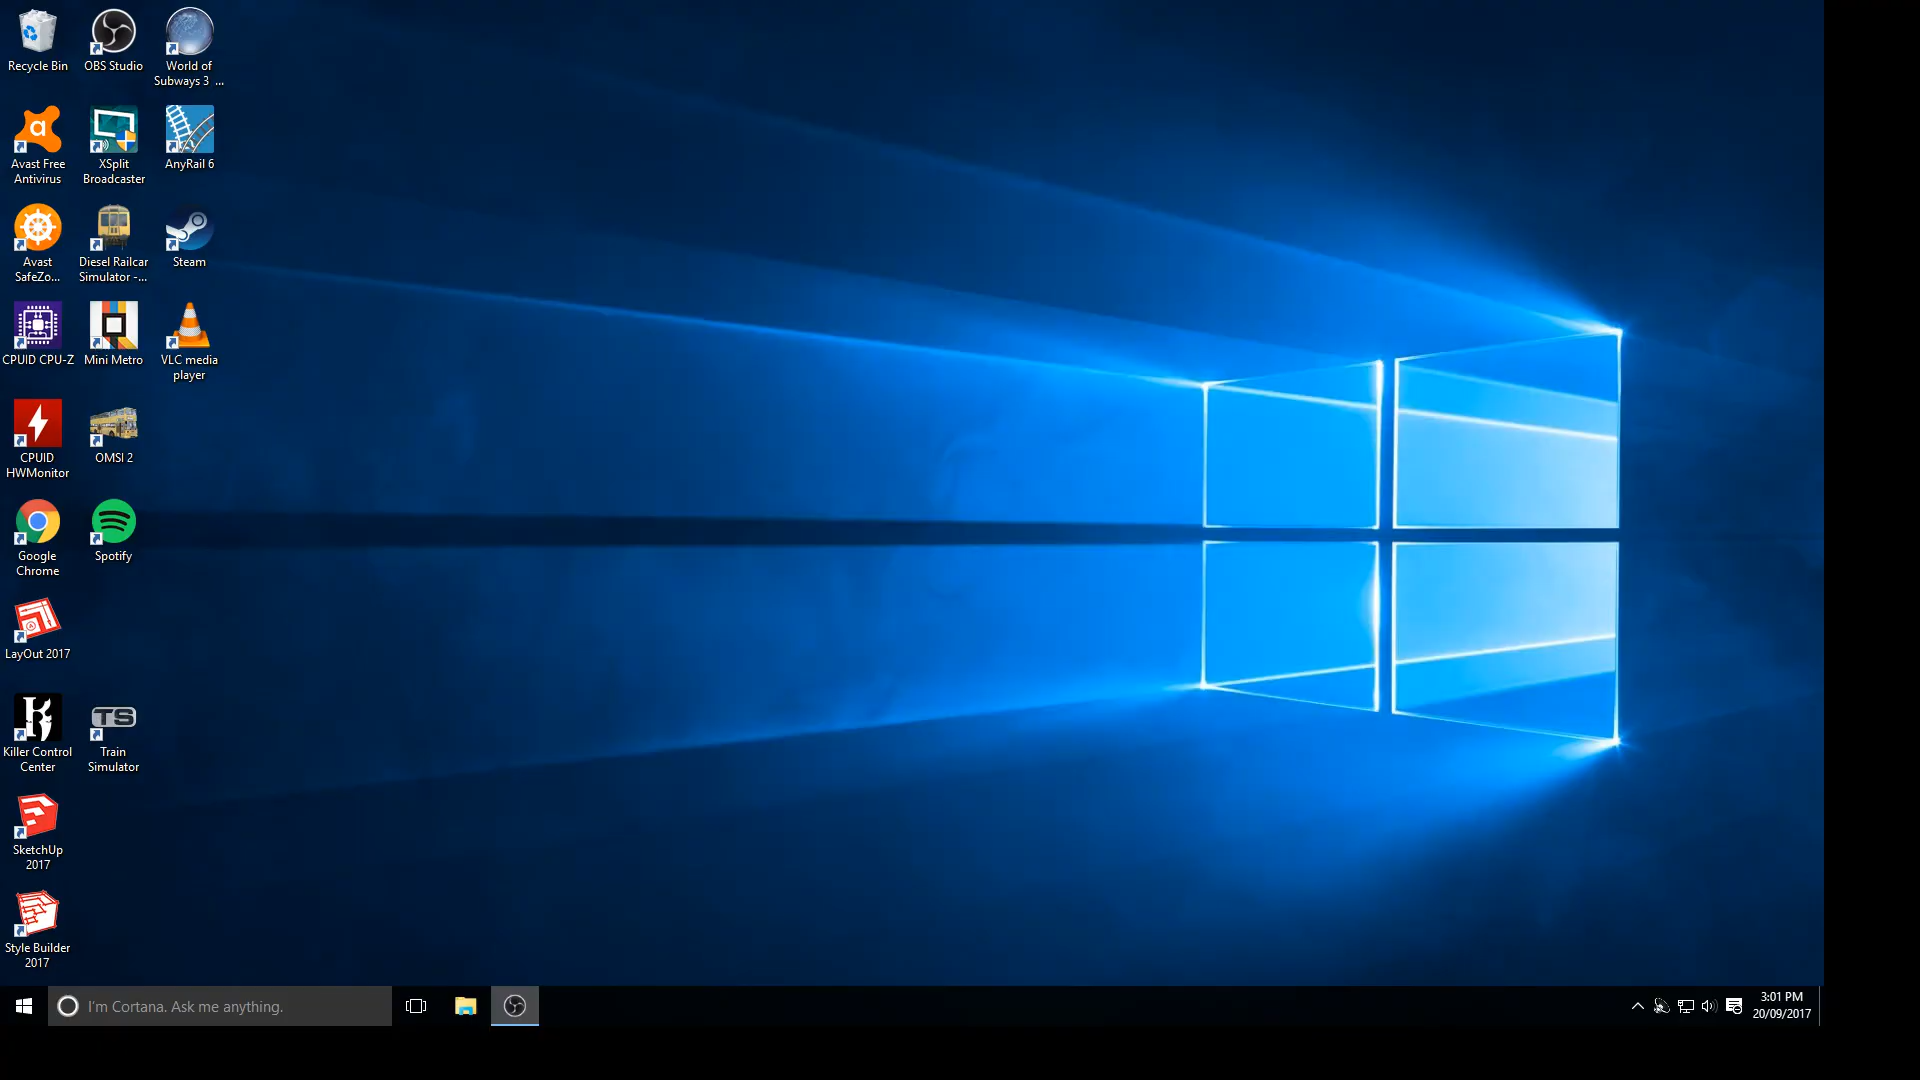 Recycle Bin
OBS Studio
World of
Subways 3 ...
Avast Free
Antivirus
XSplit
Broadcaster
AnyRail 6
Avast
SafeZo...
Diesel Railcar
Simulator -...
Steam
CPUID CPU-Z
Mini Metro
VLC media
player
CPUID
HWMonitor
OMSI 2
Google
Chrome
Spotify
LayOut 2017
Killer Control
Center
TS
Train
Simulator
SketchUp
2017
Style Builder
2017
I'm Cortana. Ask me anything.
3:01 PM
20/09/2017